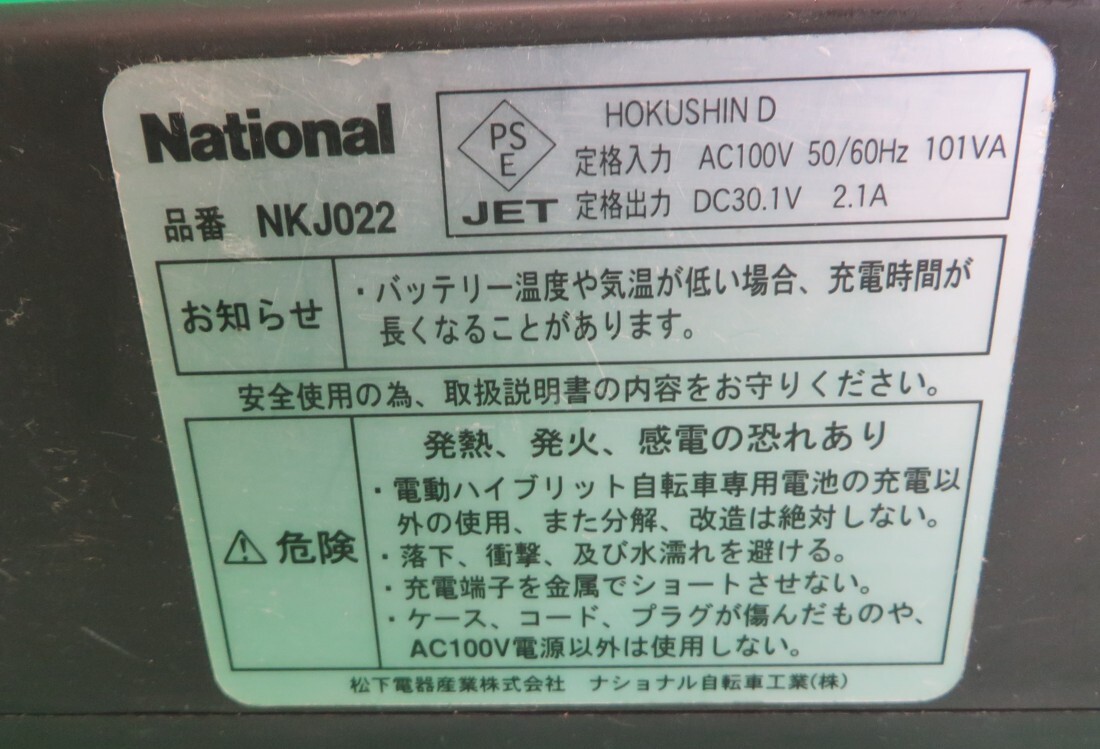 National
品番 NKJ022
PS
E
JET
HOKUSHIN D
定格入力 AC100V 50/60Hz 101VA
定格出力 DC30.1V 2.1A
お知らせ
・バッテリー温度や気温が低い場合、充電時間が
長くなることがあります。
安全使用の為、取扱説明書の内容をお守りください。
危険
発熱、発火、感電の恐れあり
・電動ハイブリット自転車専用電池の充電以
外の使用、また分解、改造は絶対しない。
・落下、衝撃、及び水濡れを避ける。
・充電端子を金属でショートさせない。
・ケース、コード、プラグが傷んだものや、
AC100V電源以外は使用しない。
松下電器産業株式会社 ナショナル自転車工業(株)